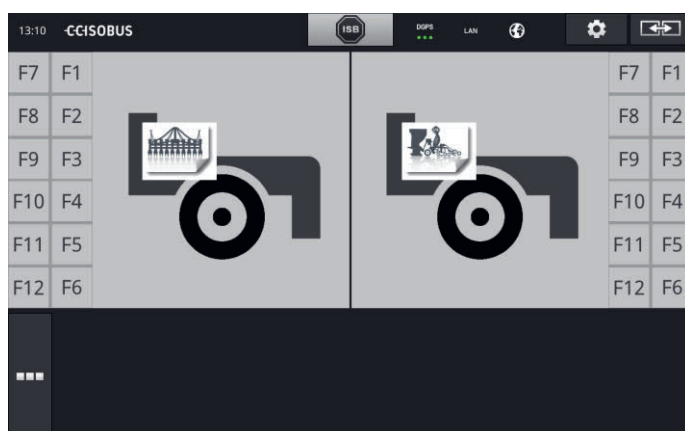 13:10 CCISOBUS ISB DGPS LAN
F7 F1 F7 F1
F8 F2 F8 F2
F9 F3 F9 F3
F10 F4 F10 F4
F11 F5 F11 F5
F12 F6 F12 F6